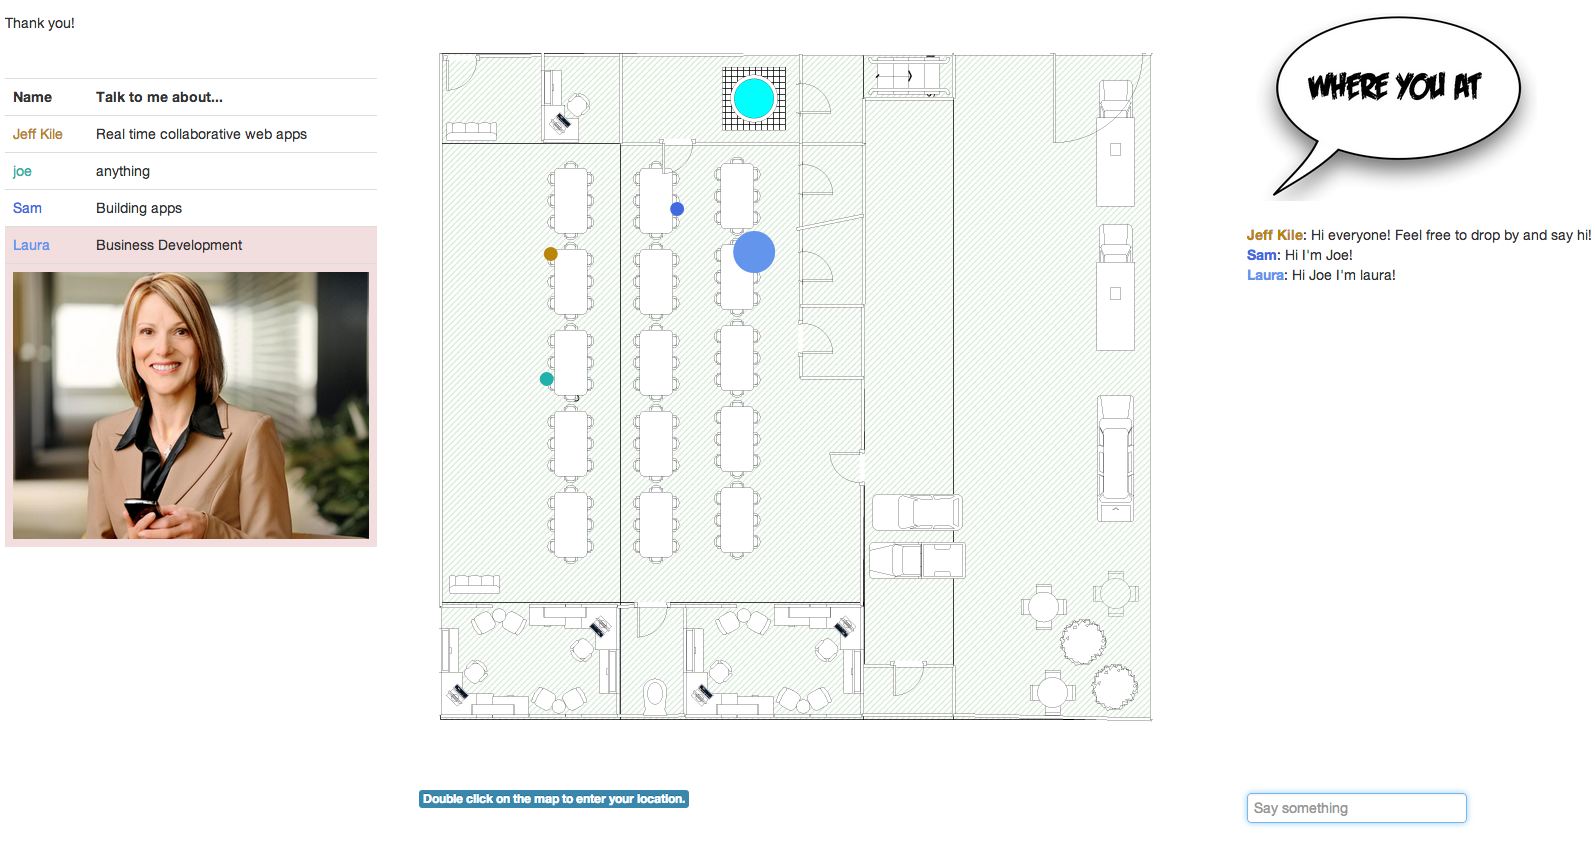 Thank you!
Name Talk to me about...
Jeff Kile Real time collaborative web apps
joe anything
Sam Building apps
Laura Business Development
WHERE YOU AT
Jeff Kile: Hi everyone! Feel free to drop by and say hi!
Sam: Hi I'm Joe!
Laura: Hi Joe I'm laura!
Double click on the map to enter your location.
Say something